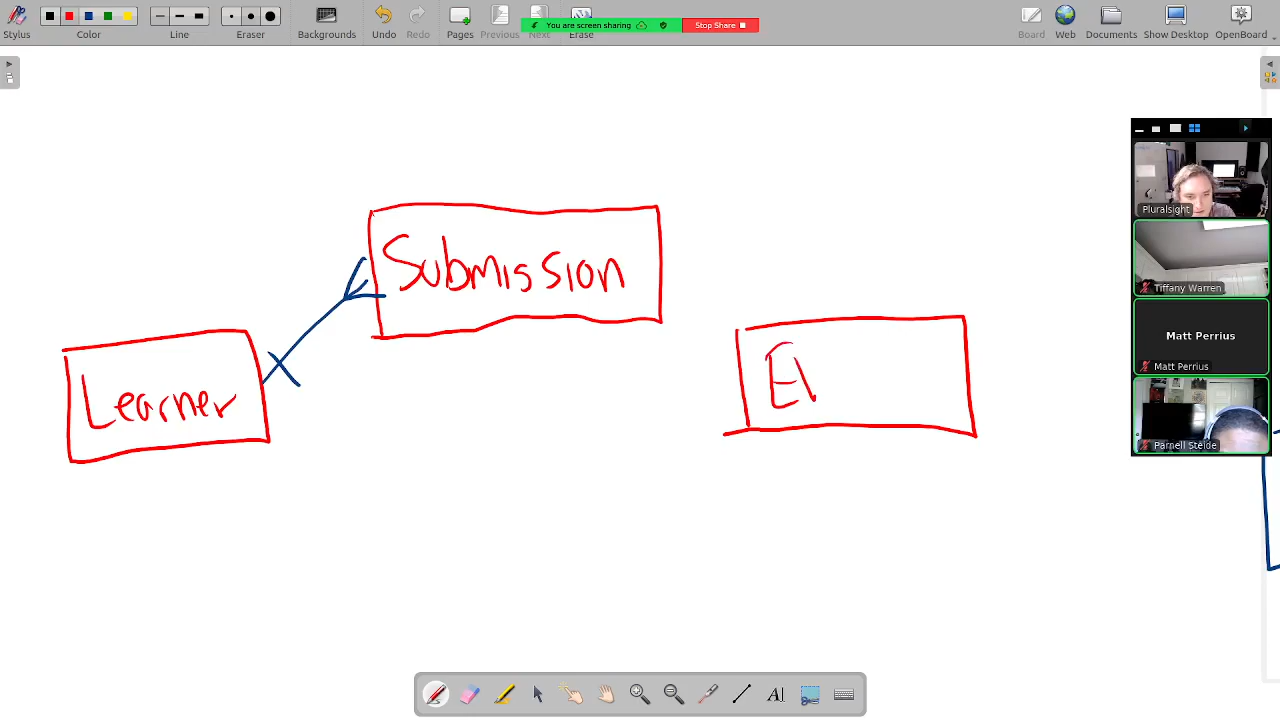 Stylus
Color
Line
Eraser
Backgrounds
Undo
Redo
Pages
Previous
Next
Erase
You are screen sharing
Stop Share
Board
Web
Documents
Show Desktop
OpenBoard
Pluralsight
Tiffany Warren
Matt Perrius
Matt Perrius
Parnell Steide
Submission
Learner